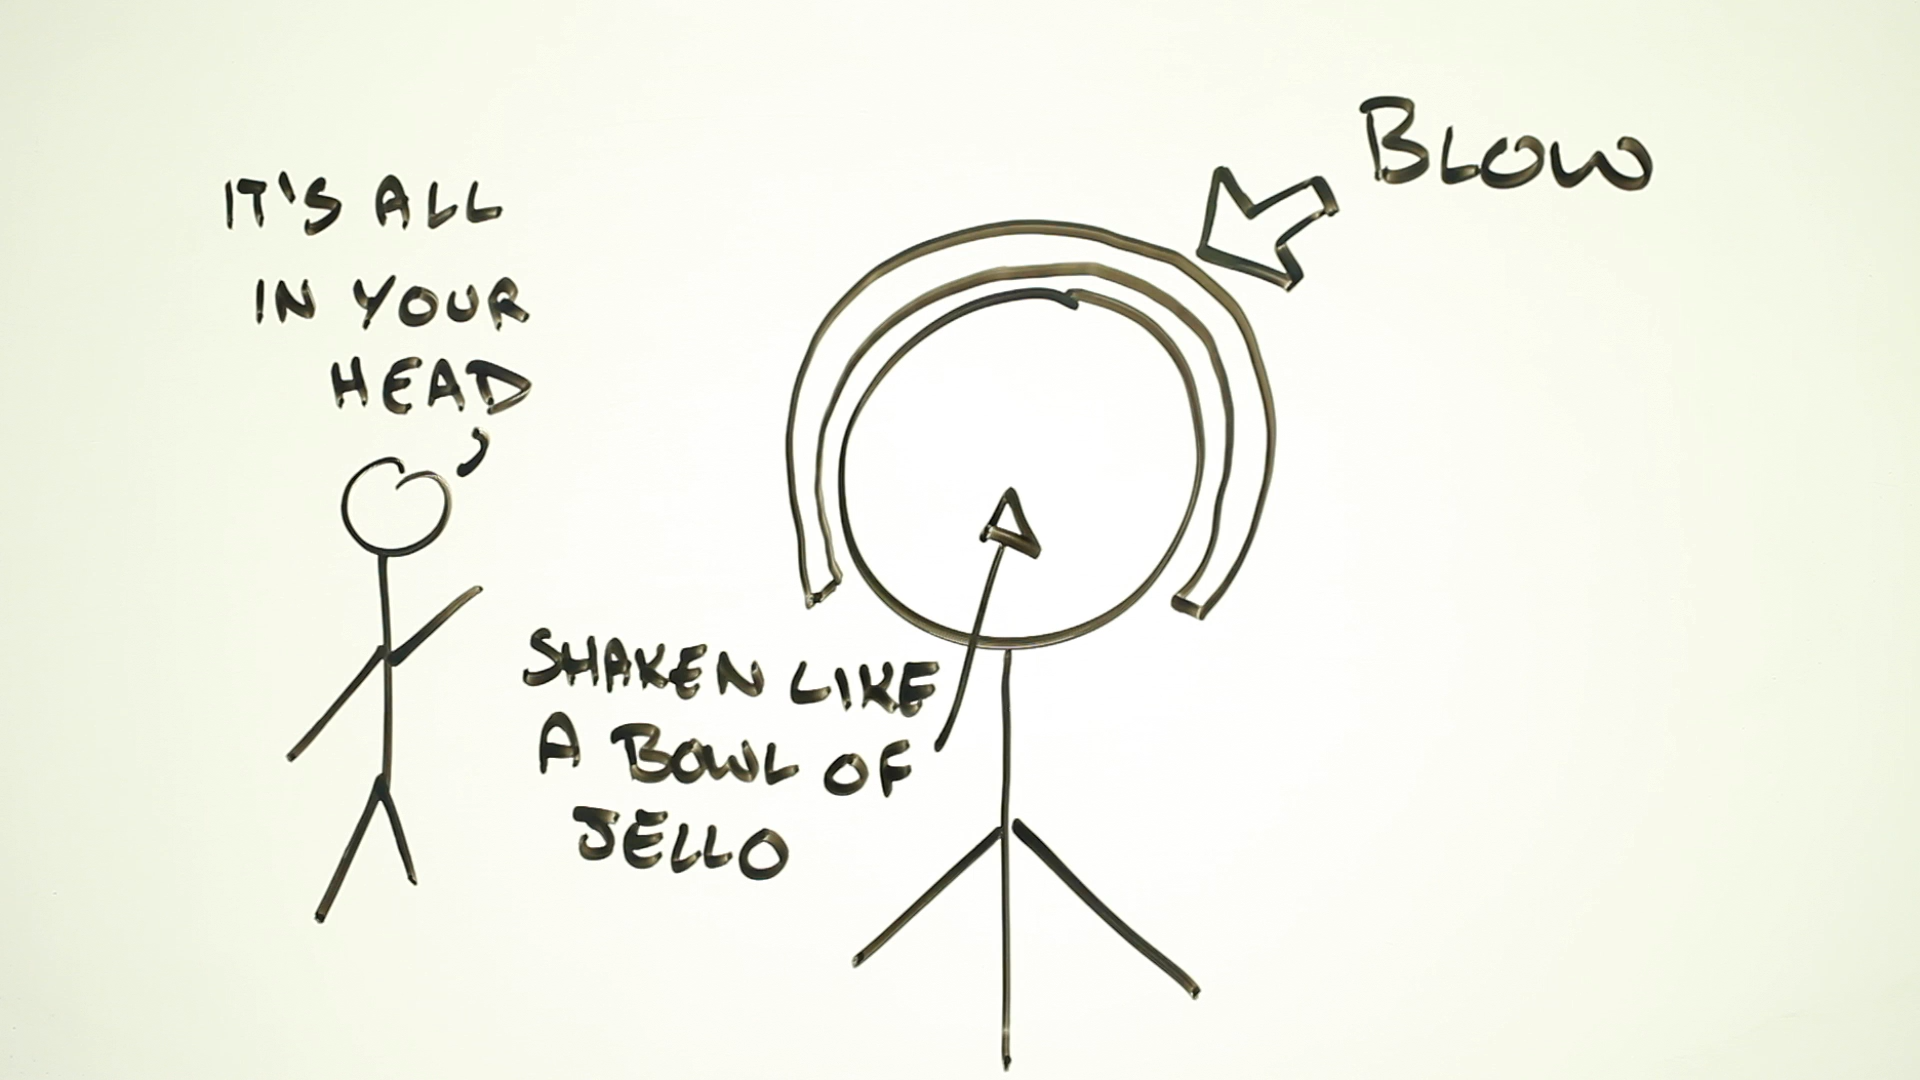 IT'S ALL
IN YOUR
HEAD
BLOW
SHAKEN LIKE
A BOWL OF
JELLO